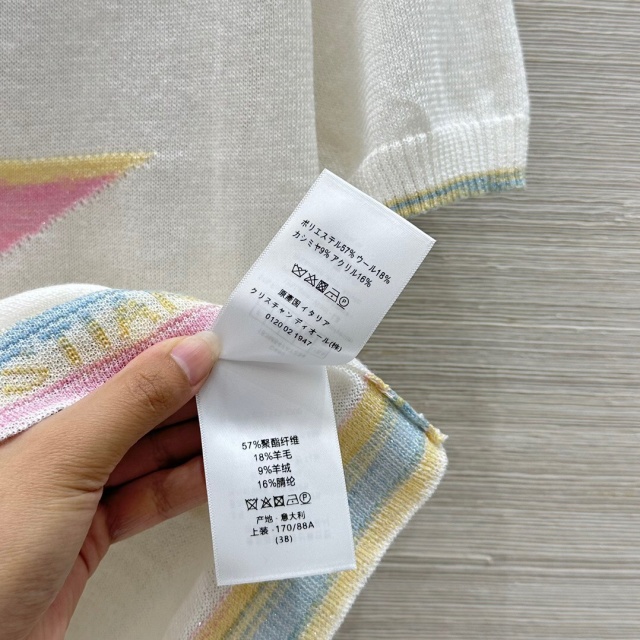 ポリエステル57% ウール18%
カシミヤ9% アクリル16%
原產国イタリア
クリスチャン ディオール(株)
0120 02 1947
57%聚酯纤维
18%羊毛
9%羊绒
16%腈纶
产地 · 意大利
上装 · 170/88A
(38)